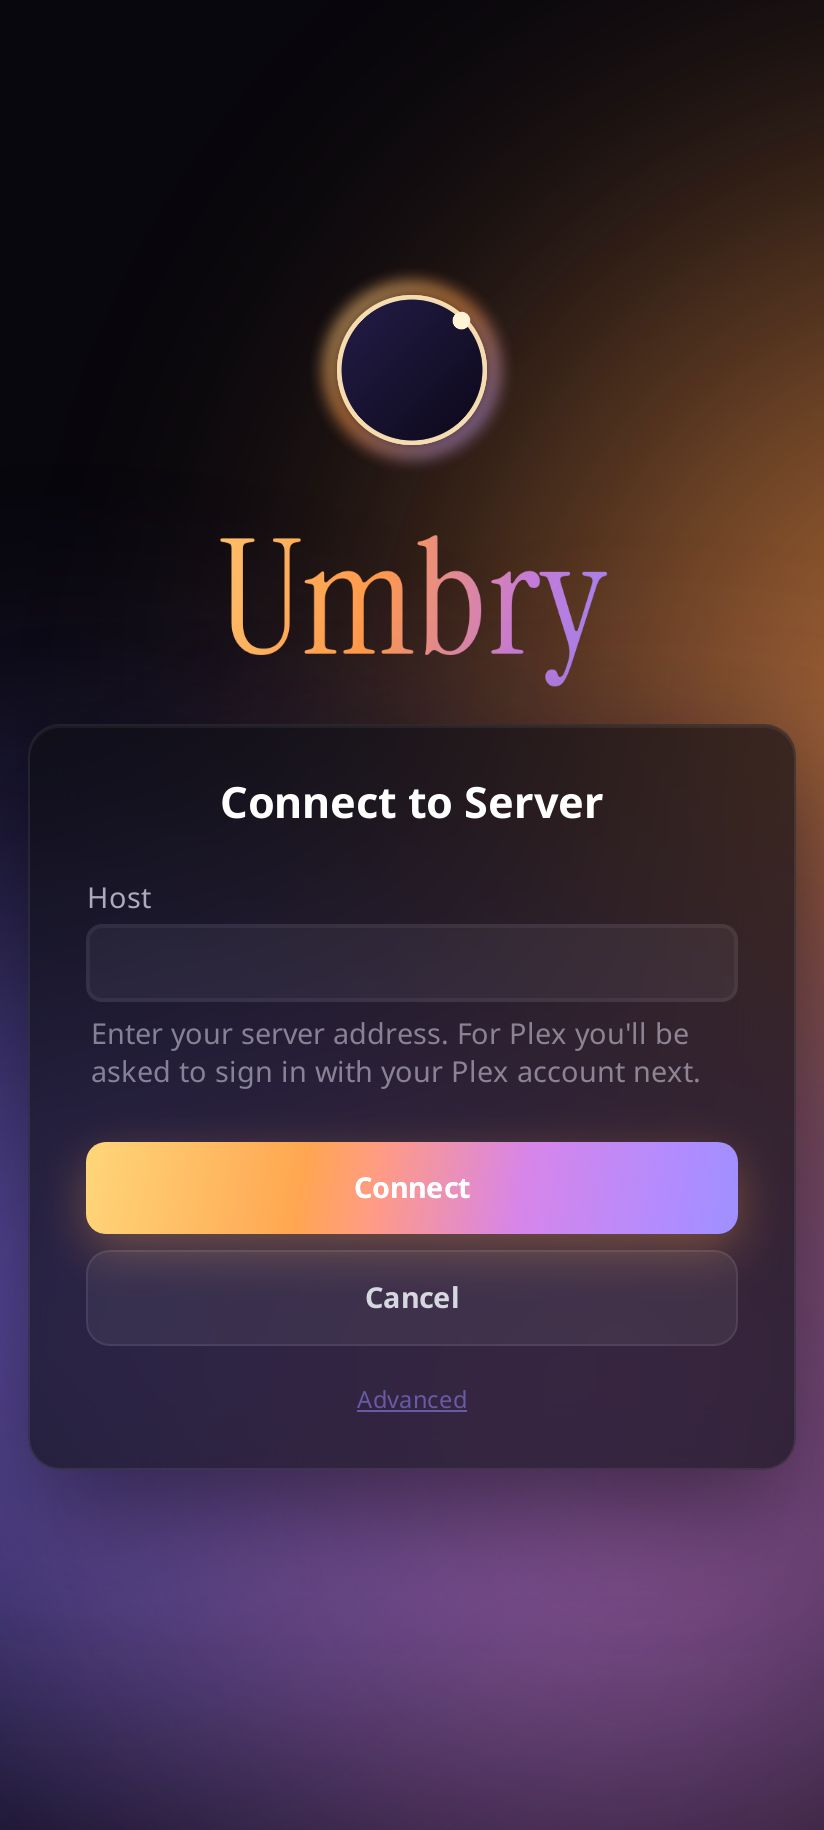 Umbry
Connect to Server
Host
Enter your server address. For Plex you'll be
asked to sign in with your Plex account next.
Connect
Cancel
Advanced